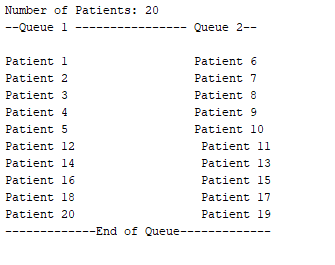 Number of Patients: 20
--Queue 1 ---------------- Queue 2--
Patient 1                   Patient 6
Patient 2                   Patient 7
Patient 3                   Patient 8
Patient 4                   Patient 9
Patient 5                   Patient 10
Patient 12                   Patient 11
Patient 14                   Patient 13
Patient 16                   Patient 15
Patient 18                   Patient 17
Patient 20                   Patient 19
-------------End of Queue-------------